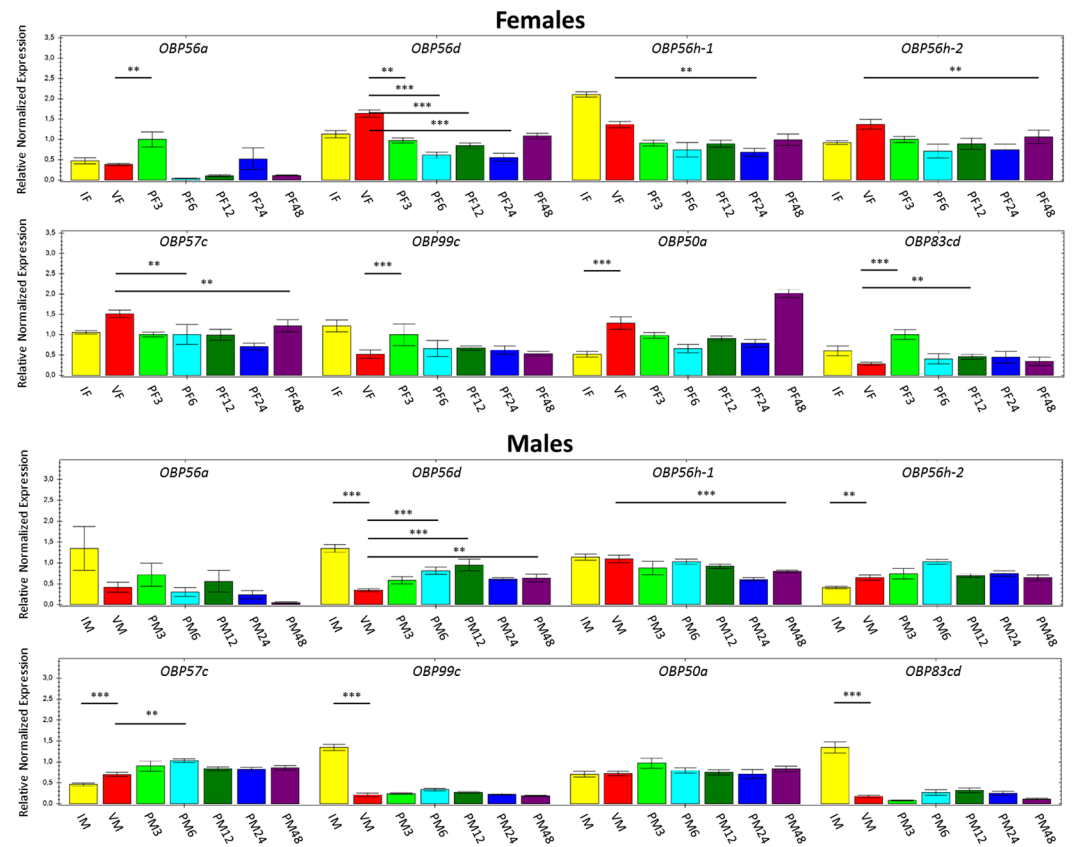 Females
Relative Normalized Expression
OBP56a OBP56d OBP56h-1 OBP56h-2
3,5
3,0
2,5
2,0
1,5
1,0
0,5
0,0
** ** *** *** *** ** **
IF VF PF3 PF6 PF12 PF24 PF48 IF VF PF3 PF6 PF12 PF24 PF48 IF VF PF3 PF6 PF12 PF24 PF48 IF VF PF3 PF6 PF12 PF24 PF48
Relative Normalized Expression
OBP57c OBP99c OBP50a OBP83cd
3,5
3,0
2,5
2,0
1,5
1,0
0,5
0,0
** ** *** *** *** **
IF VF PF3 PF6 PF12 PF24 PF48 IF VF PF3 PF6 PF12 PF24 PF48 IF VF PF3 PF6 PF12 PF24 PF48 IF VF PF3 PF6 PF12 PF24 PF48
Males
Relative Normalized Expression
OBP56a OBP56d OBP56h-1 OBP56h-2
3,0
2,5
2,0
1,5
1,0
0,5
0,0
*** *** *** ** *** **
IM VM PM3 PM6 PM12 PM24 PM48 IM VM PM3 PM6 PM12 PM24 PM48 IM VM PM3 PM6 PM12 PM24 PM48 IM VM PM3 PM6 PM12 PM24 PM48
Relative Normalized Expression
OBP57c OBP99c OBP50a OBP83cd
3,5
3,0
2,5
2,0
1,5
1,0
0,5
0,0
*** ** *** ***
IM VM PM3 PM6 PM12 PM24 PM48 IM VM PM3 PM6 PM12 PM24 PM48 IM VM PM3 PM6 PM12 PM24 PM48 IM VM PM3 PM6 PM12 PM24 PM48